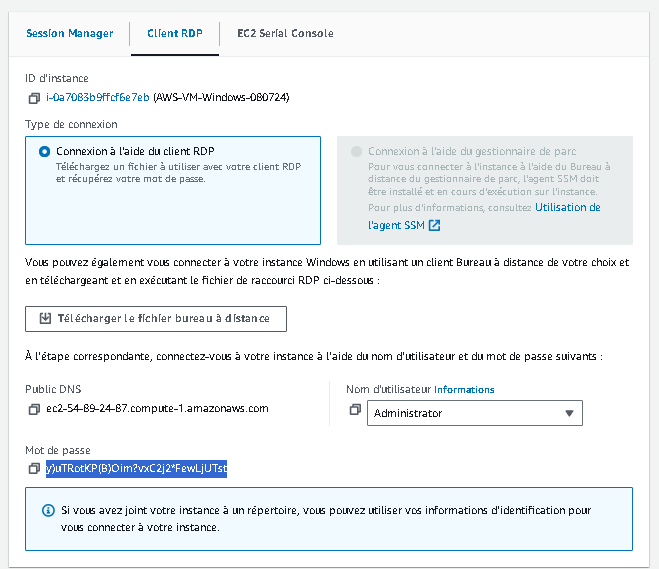 Session Manager
Client RDP
EC2 Serial Console
ID d'instance
i-0a7083b9ffcf6e7eb (AWS-VM-Windows-080724)
Type de connexion
Connexion à l'aide du client RDP
Téléchargez un fichier à utiliser avec votre client RDP
et récupérez votre mot de passe.
Connexion à l'aide du gestionnaire de parc
Pour vous connecter à l'instance à l'aide du Bureau à
distance du gestionnaire de parc, l'agent SSM doit
être installé et en cours d'exécution sur l'instance.
Pour plus d'informations, consultez Utilisation de
l'agent SSM
Vous pouvez également vous connecter à votre instance Windows en utilisant un client Bureau à distance de votre choix et
en téléchargeant et en exécutant le fichier de raccourci RDP ci-dessous :
Télécharger le fichier bureau à distance
À l'étape correspondante, connectez-vous à votre instance à l'aide du nom d'utilisateur et du mot de passe suivants :
Public DNS
ec2-54-89-24-87.compute-1.amazonaws.com
Nom d'utilisateur Informations
Administrator
Mot de passe
y)uTRotKP(B)Oim?vxC2j2*FewLjUTst
Si vous avez joint votre instance à un répertoire, vous pouvez utiliser vos informations d'identification pour
vous connecter à votre instance.